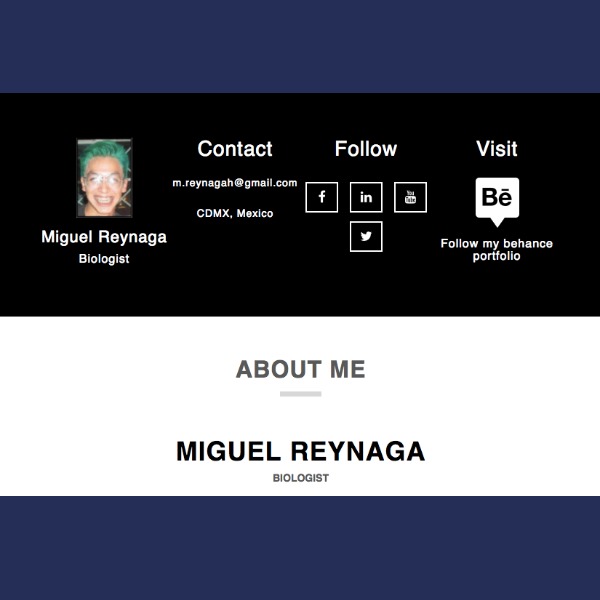 Miguel Reynaga
Biologist
Contact
m.reynagah@gmail.com
CDMX, Mexico
Follow
f
in
You
Tube
Visit
Bē
Follow my behance
portfolio
ABOUT ME
MIGUEL REYNAGA
BIOLOGIST